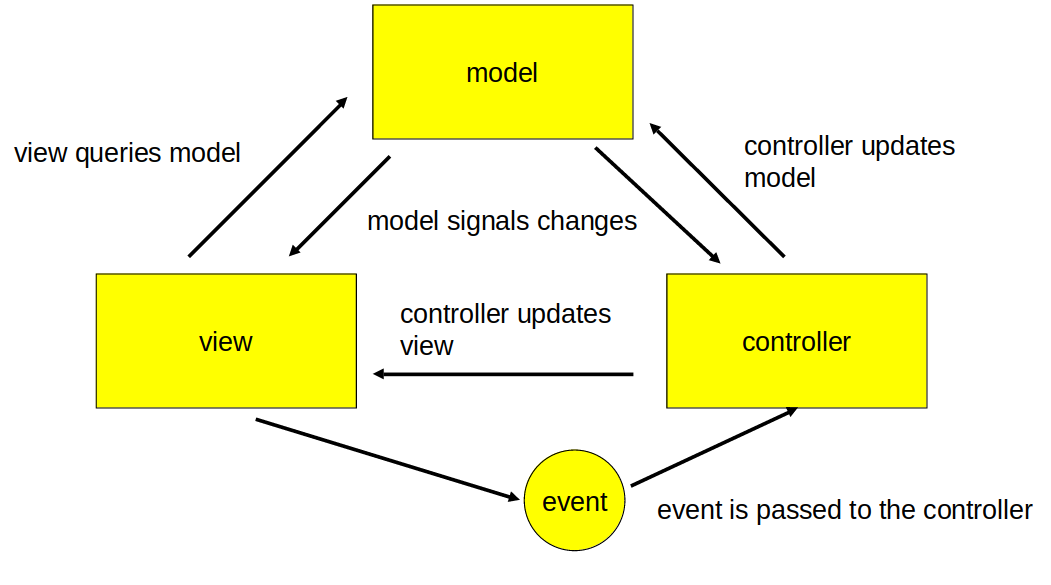 model
view queries model
controller updates
model
model signals changes
controller updates
view
view
controller
event
event is passed to the controller